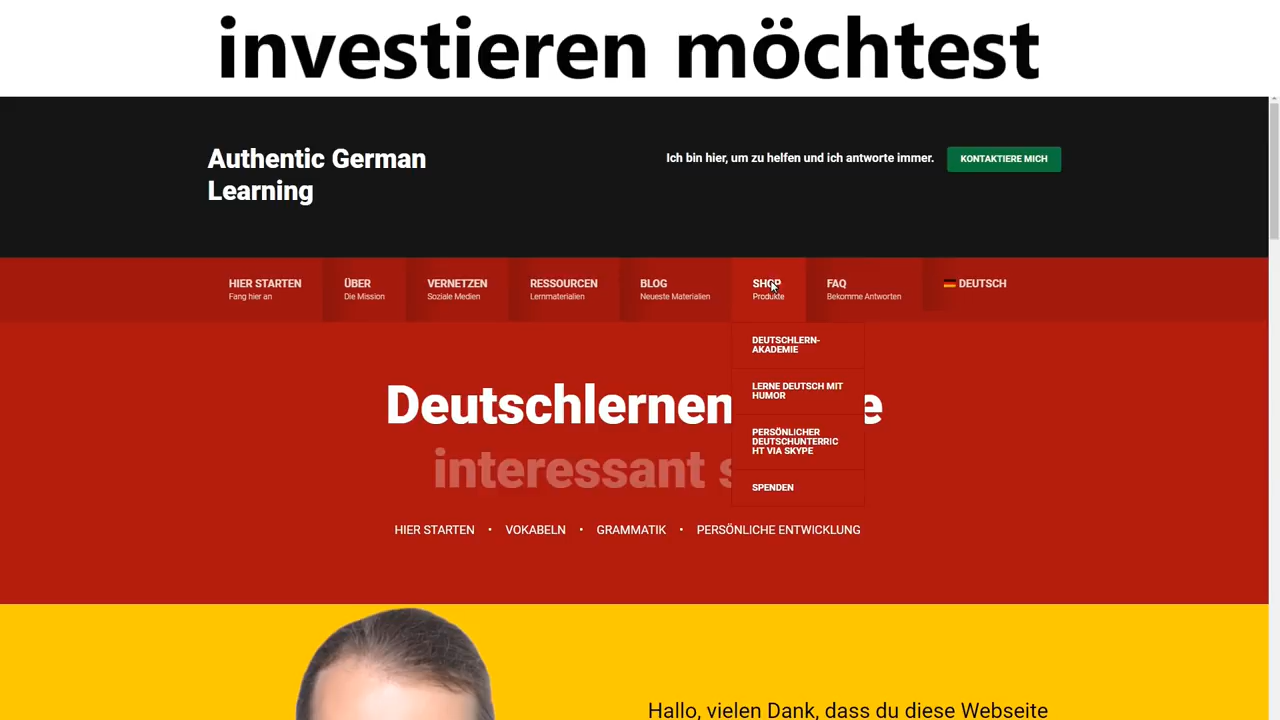 investieren möchtest
Authentic German
Learning
Ich bin hier, um zu helfen und ich antworte immer.
KONTAKTIERE MICH
HIER STARTEN
Fang hier an
ÜBER
Die Mission
VERNETZEN
Soziale Medien
RESSOURCEN
Lernmaterialien
BLOG
Neueste Materialien
SHOP
Produkte
FAQ
Bekomme Antworten
DEUTSCH
DEUTSCHLERN-
AKADEMIE
LERNE DEUTSCH MIT
HUMOR
PERSÖNLICHER
DEUTSCHUNTERRIC
HT VIA SKYPE
SPENDEN
Deutschlernen e
interessant s
HIER STARTEN • VOKABELN • GRAMMATIK • PERSÖNLICHE ENTWICKLUNG
Hallo, vielen Dank, dass du diese Webseite